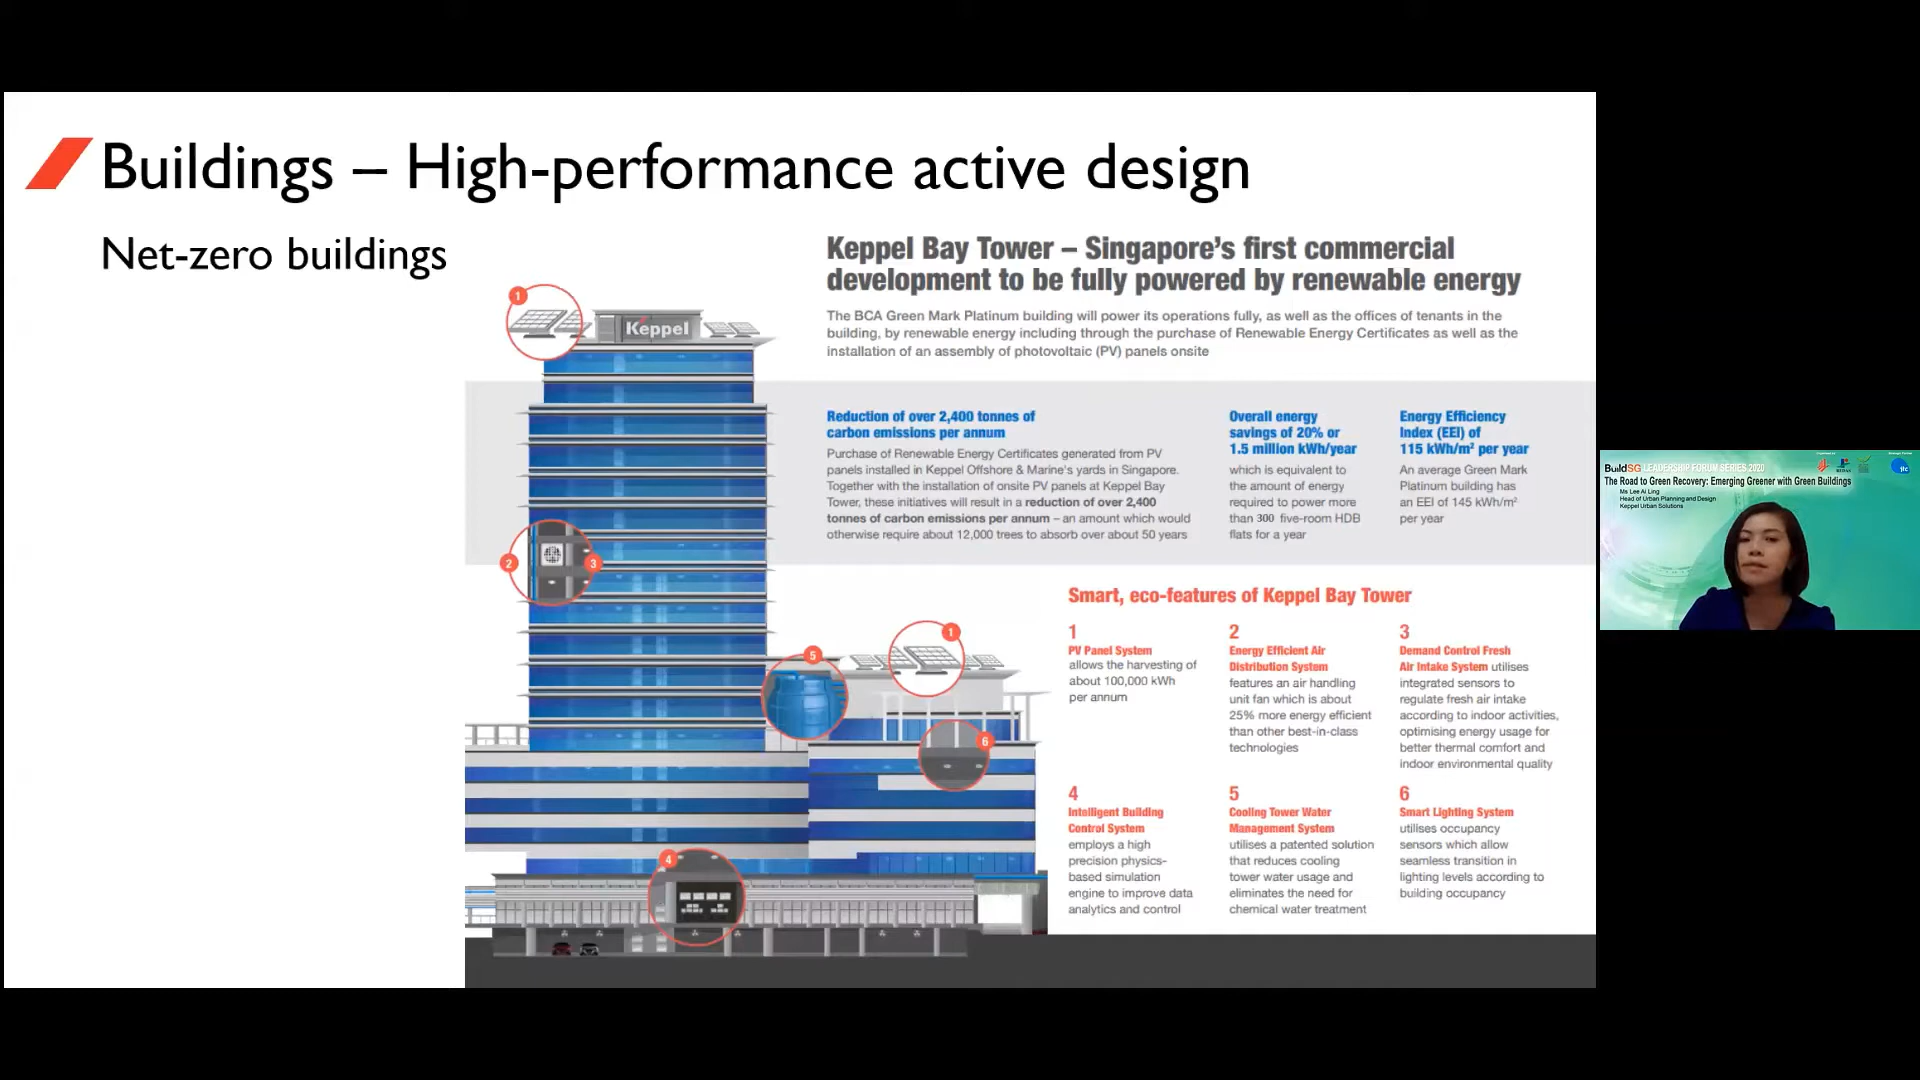 Buildings – High-performance active design
Net-zero buildings
Keppel Bay Tower – Singapore's first commercial
development to be fully powered by renewable energy
The BCA Green Mark Platinum building will power its operations fully, as well as the offices of tenants in the
building, by renewable energy including through the purchase of Renewable Energy Certificates as well as the
installation of an assembly of photovoltaic (PV) panels onsite
1
Keppel
Reduction of over 2,400 tonnes of
carbon emissions per annum
Purchase of Renewable Energy Certificates generated from PV
panels installed in Keppel Offshore & Marine's yards in Singapore.
Together with the installation of onsite PV panels at Keppel Bay
Tower, these initiatives will result in a reduction of over 2,400
tonnes of carbon emissions per annum – an amount which would
otherwise require about 12,000 trees to absorb over about 50 years
Overall energy
savings of 20% or
1.5 million kWh/year
which is equivalent to
the amount of energy
required to power more
than 300 five-room HDB
flats for a year
Energy Efficiency
Index (EEI) of
115 kWh/m² per year
An average Green Mark
Platinum building has
an EEI of 145 kWh/m²
per year
2
3
1
5
6
4
Smart, eco-features of Keppel Bay Tower
1
PV Panel System
allows the harvesting of
about 100,000 kWh
per annum
2
Energy Efficient Air
Distribution System
features an air handling
unit fan which is about
25% more energy efficient
than other best-in-class
technologies
3
Demand Control Fresh
Air Intake System utilises
integrated sensors to
regulate fresh air intake
according to indoor activities,
optimising energy usage for
better thermal comfort and
indoor environmental quality
4
Intelligent Building
Control System
employs a high
precision physics-
based simulation
engine to improve data
analytics and control
5
Cooling Tower Water
Management System
utilises a patented solution
that reduces cooling
tower water usage and
eliminates the need for
chemical water treatment
6
Smart Lighting System
utilises occupancy
sensors which allow
seamless transition in
lighting levels according to
building occupancy
BuildSG LEADERSHIP FORUM SERIES 2020
The Road to Green Recovery: Emerging Greener with Green Buildings
Ms Lee Ai Ling
Head of Urban Planning and Design
Keppel Urban Solutions